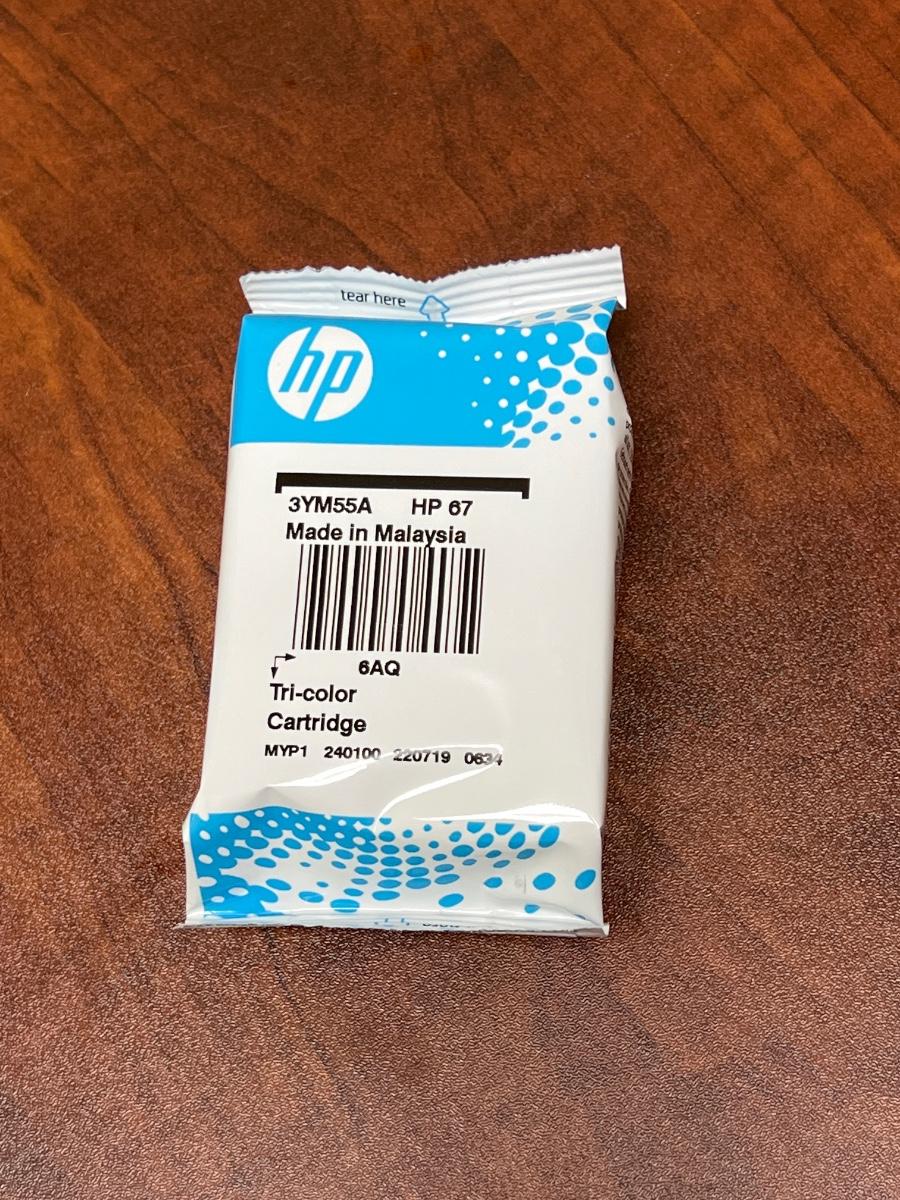 tear here
hp
3YM55A HP 67
Made in Malaysia
6AQ
Tri-color
Cartridge
MYP1 240100 220719 0634